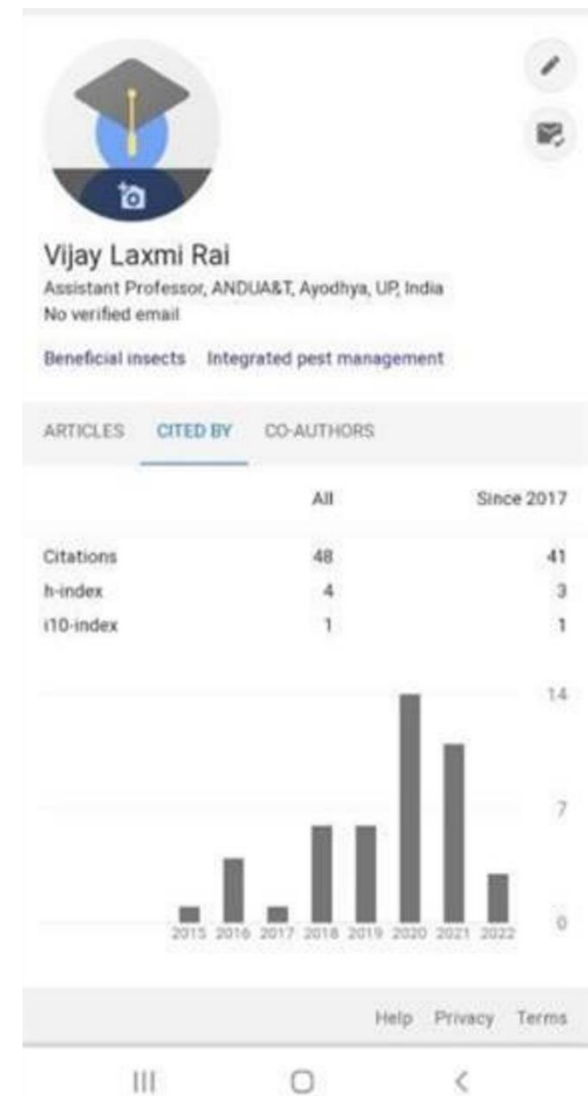 Vijay Laxmi Rai
Assistant Professor, ANDUA&T, Ayodhya, UP, India
No verified email
Beneficial insects Integrated pest management
ARTICLES CITED BY CO-AUTHORS
All Since 2017
Citations 48 41
h-index 4 3
i10-index 1 1
14
7
0
2015 2016 2017 2018 2019 2020 2021 2022
Help Privacy Terms